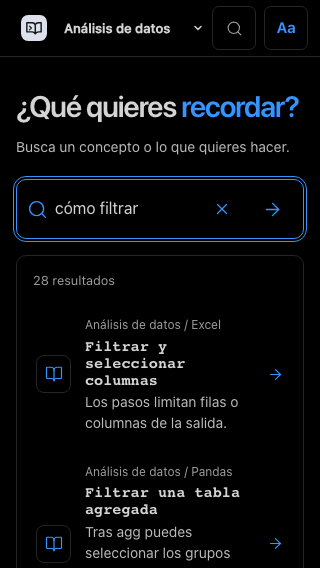 Análisis de datos
Aa
¿Qué quieres recordar?
Busca un concepto o lo que quieres hacer.
cómo filtrar
28 resultados
Análisis de datos / Excel
Filtrar y
seleccionar
columnas
Los pasos limitan filas o
columnas de la salida.
Análisis de datos / Pandas
Filtrar una tabla
agregada
Tras agg puedes
seleccionar los grupos